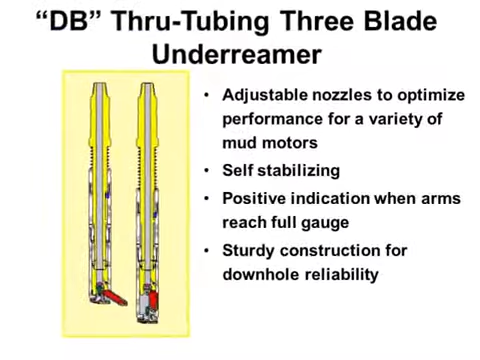 “DB” Thru-Tubing Three Blade
Underreamer
• Adjustable nozzles to optimize
performance for a variety of
mud motors
• Self stabilizing
• Positive indication when arms
reach full gauge
• Sturdy construction for
downhole reliability